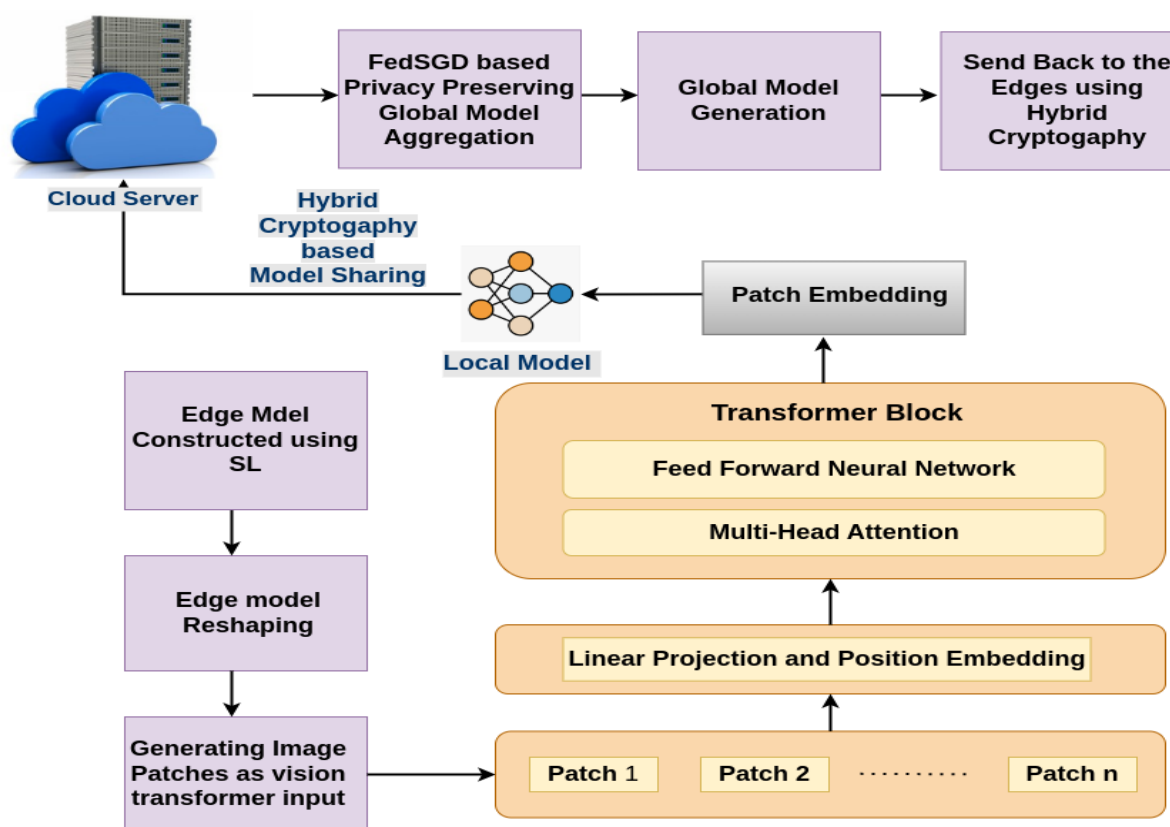 FedSGD based
Privacy Preserving
Global Model
Aggregation
Global Model
Generation
Send Back to the
Edges using
Hybrid
Cryptogaphy
Cloud Server
Hybrid
Cryptogaphy
based
Model Sharing
Local Model
Patch Embedding
Edge Mdel
Constructed using
SL
Transformer Block
Feed Forward Neural Network
Multi-Head Attention
Edge model
Reshaping
Linear Projection and Position Embedding
Generating Image
Patches as vision
transformer input
Patch 1
Patch 2
..........
Patch n